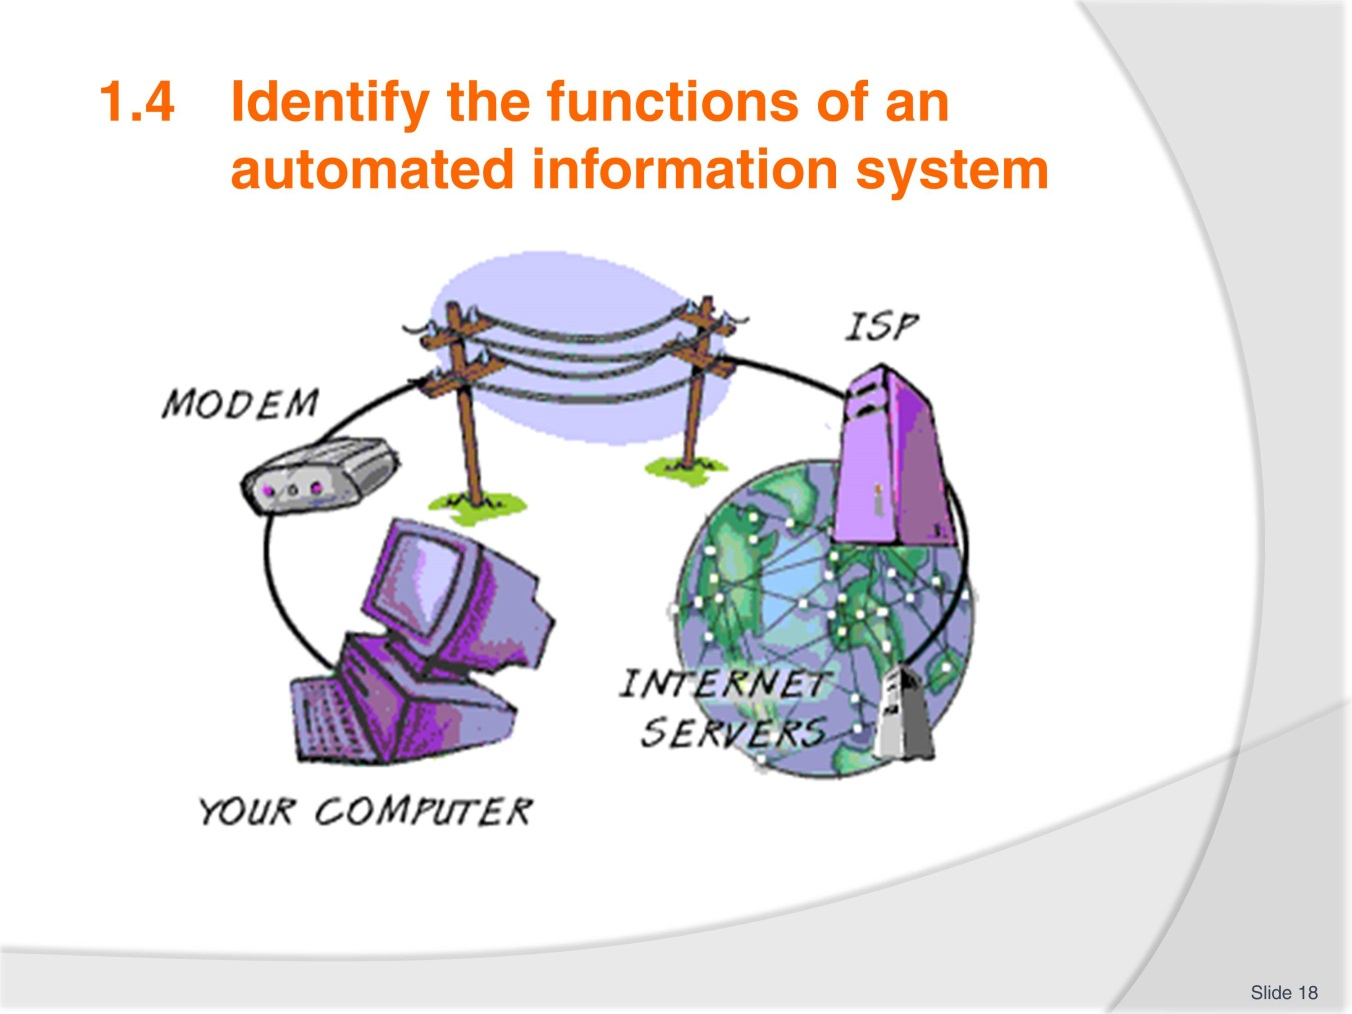 1.4 Identify the functions of an
automated information system
ISP
MODEM
INTERNET
SERVERS
YOUR COMPUTER
Slide 18